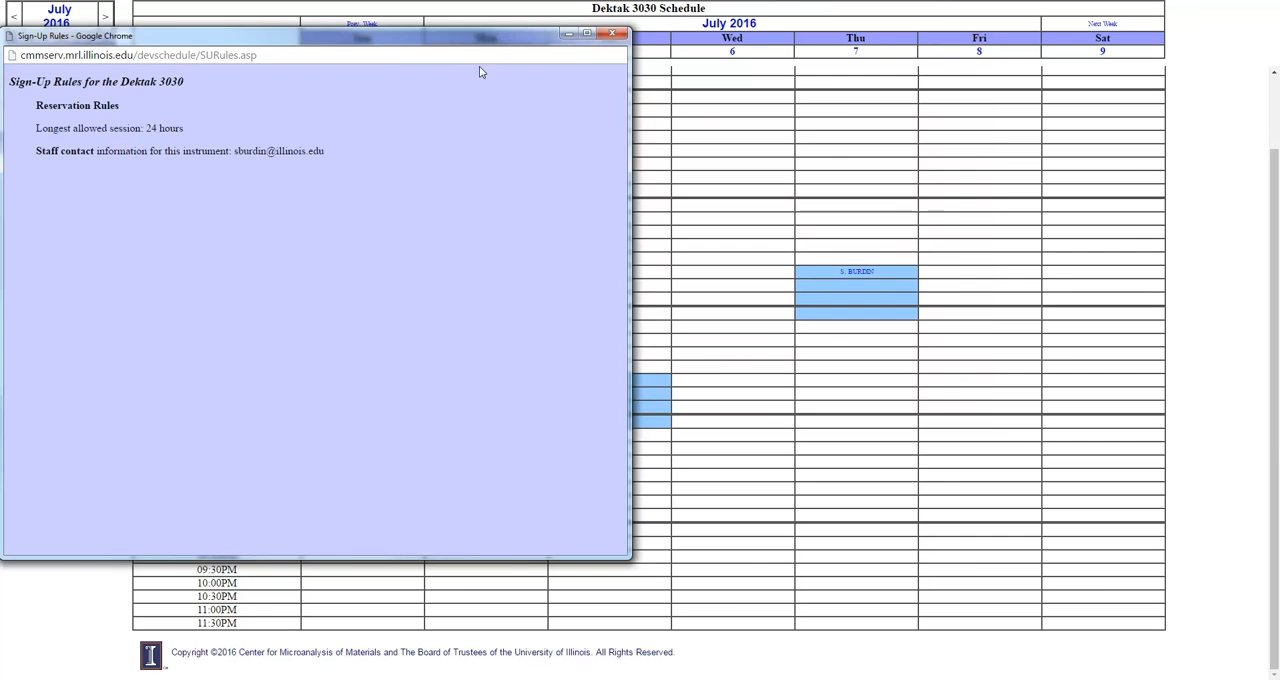 July
2016
<
>
Dektak 3030 Schedule
Prev. Week
July 2016
Next Week
Wed
Thu
Fri
Sat
6
7
8
9
Sign-Up Rules - Google Chrome
cmmserv.mrl.illinois.edu/devschedule/SURules.asp
Sign-Up Rules for the Dektak 3030
Reservation Rules
Longest allowed session: 24 hours
Staff contact information for this instrument: sburdin@illinois.edu
S. BURDIN
09:30PM
10:00PM
10:30PM
11:00PM
11:30PM
I
Copyright ©2016 Center for Microanalysis of Materials and The Board of Trustees of the University of Illinois. All Rights Reserved.